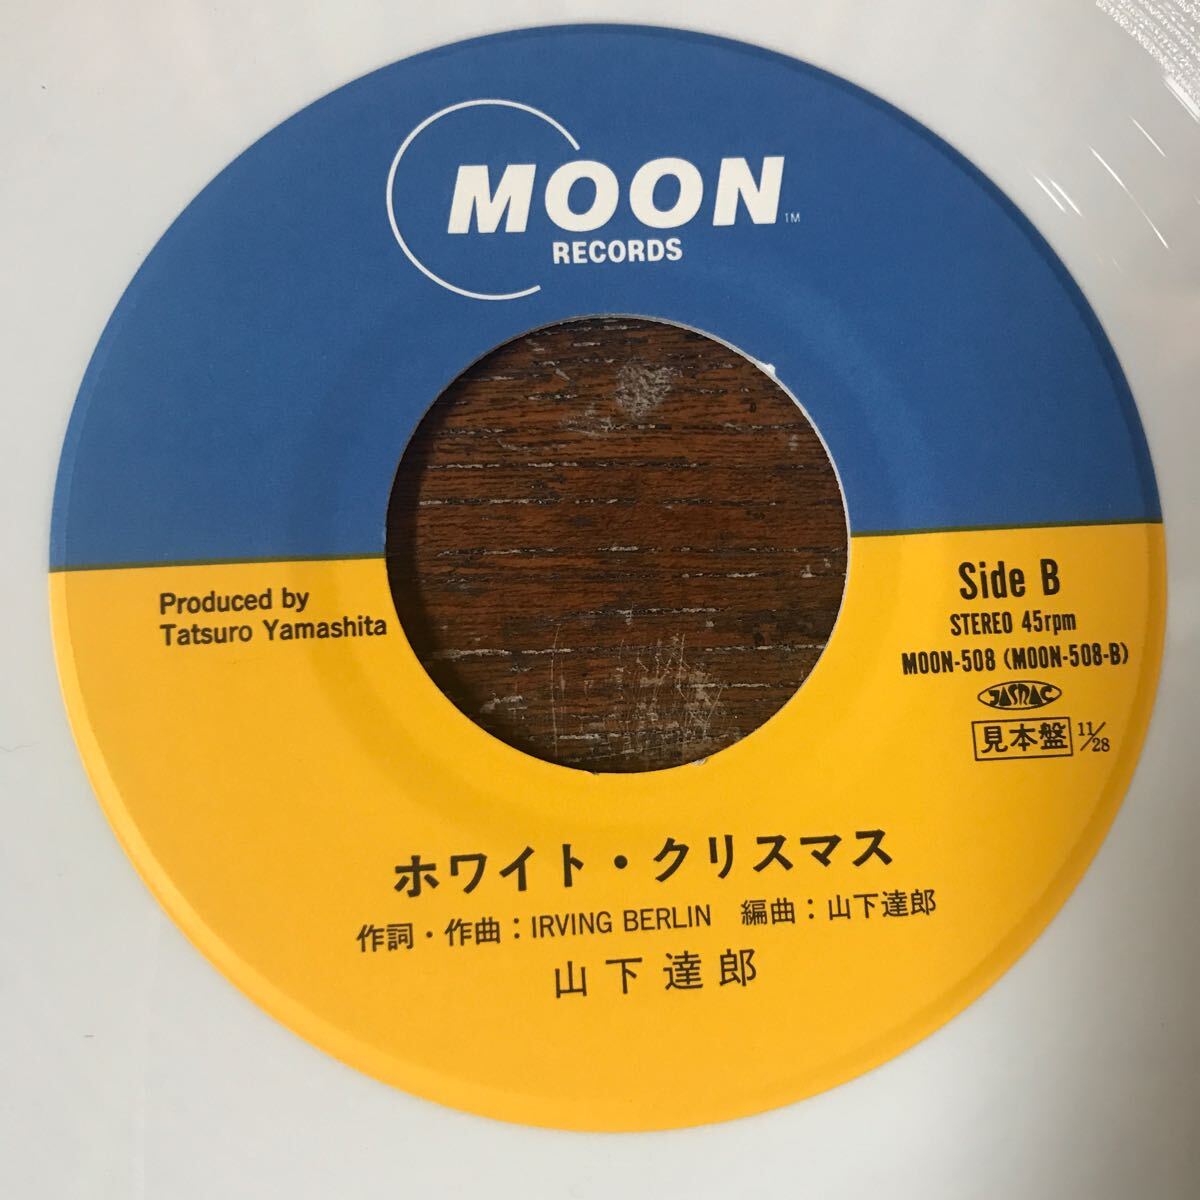 MOON TM
RECORDS
Produced by
Tatsuro Yamashita
Side B
STEREO 45rpm
MOON-508 (MOON-508-B)
JASRAC
見本盤 11/28
ホワイト・クリスマス
作詞・作曲：IRVING BERLIN 編曲：山下達郎
山下達郎